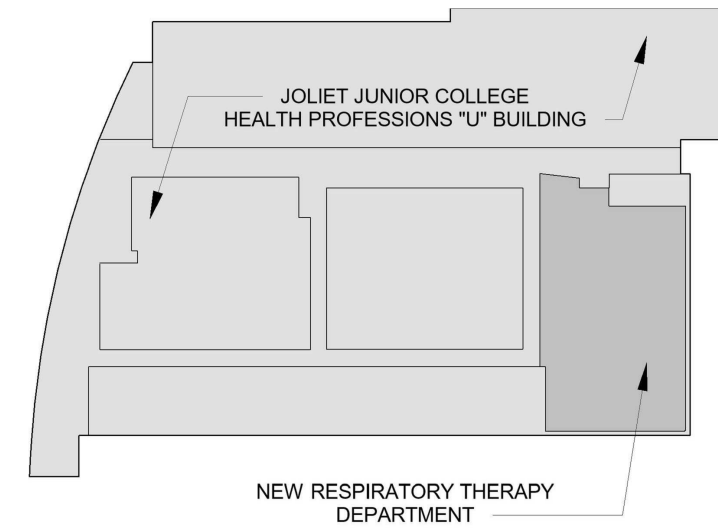 JOLIET JUNIOR COLLEGE
HEALTH PROFESSIONS "U" BUILDING
NEW RESPIRATORY THERAPY
DEPARTMENT